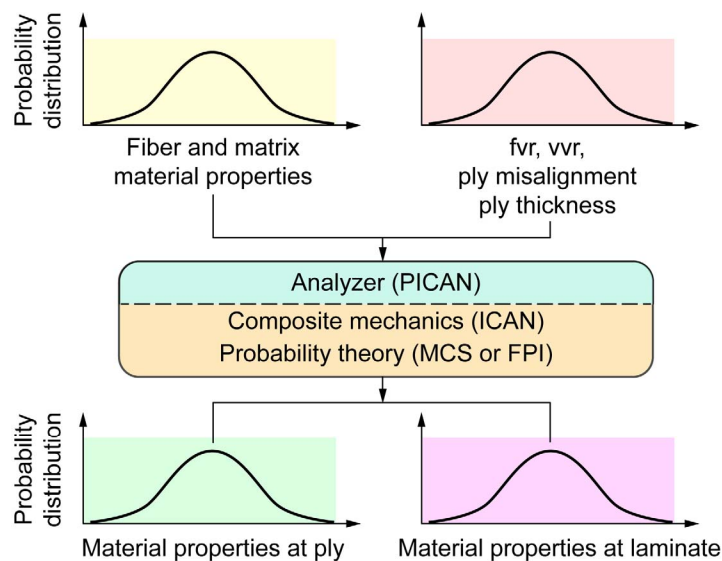 Probability
distribution
Fiber and matrix
material properties
fvr, vvr,
ply misalignment
ply thickness
Analyzer (PICAN)
Composite mechanics (ICAN)
Probability theory (MCS or FPI)
Probability
distribution
Material properties at ply
Material properties at laminate